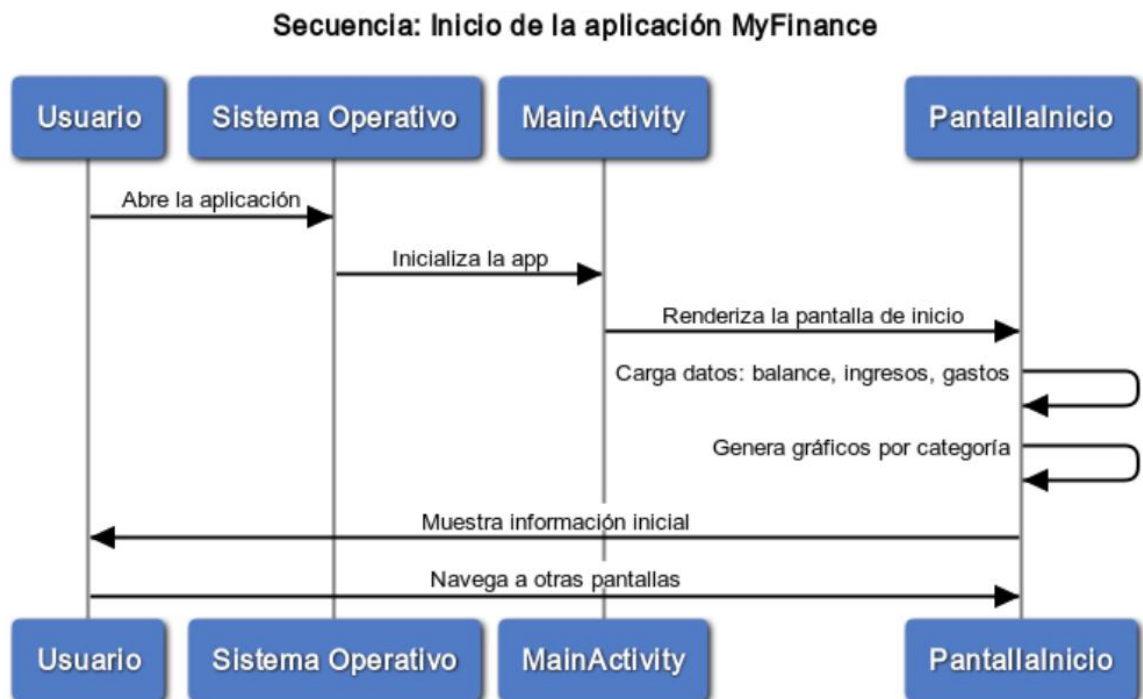 Secuencia: Inicio de la aplicación MyFinance
Usuario
Sistema Operativo
MainActivity
PantallaInicio
Abre la aplicación
Inicializa la app
Renderiza la pantalla de inicio
Carga datos: balance, ingresos, gastos
Genera gráficos por categoría
Muestra información inicial
Navega a otras pantallas
Usuario
Sistema Operativo
MainActivity
PantallaInicio